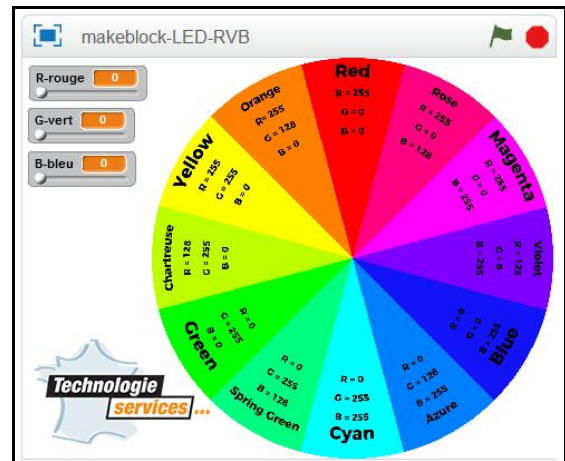 makeblock-LED-RVB
R-rouge 0
G-vert 0
B-bleu 0
Red
R = 255
G = 0
B = 0
Rose
R = 255
G = 0
B = 128
Magenta
R = 255
G = 0
B = 255
Violet
R = 128
G = 0
B = 255
Blue
R = 0
G = 0
B = 255
Azure
R = 0
G = 128
B = 255
Cyan
R = 0
G = 255
B = 255
Spring Green
R = 0
G = 255
B = 128
Green
R = 0
G = 255
B = 0
Chartreuse
R = 128
G = 255
B = 0
Yellow
R = 255
G = 255
B = 0
Orange
R = 255
G = 128
B = 0
Technologie
services...